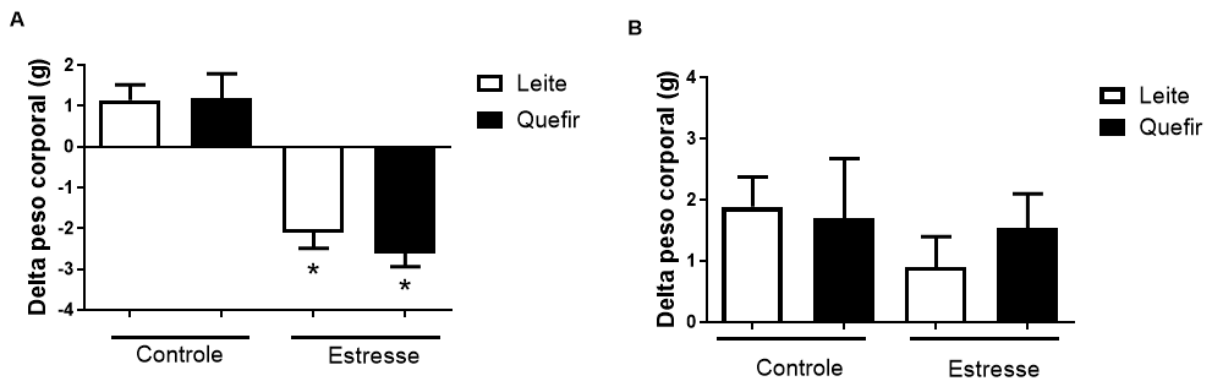 A
Delta peso corporal (g)
2
1
0
-1
-2
-3
-4
*
*
Controle
Estresse
Leite
Quefir
B
Delta peso corporal (g)
4
3
2
1
0
Controle
Estresse
Leite
Quefir